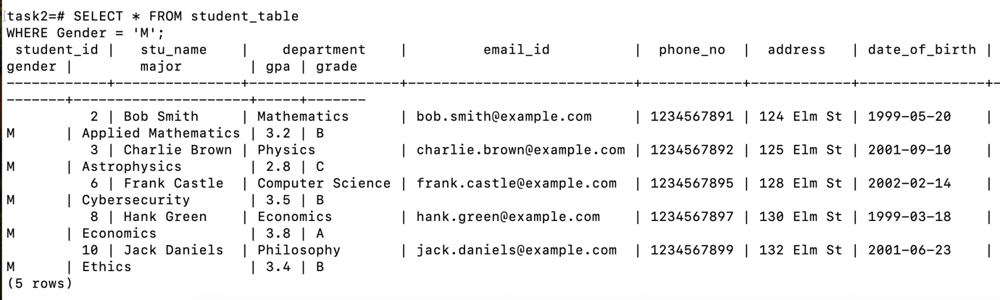 task2=# SELECT * FROM student_table
WHERE Gender = 'M';
 student_id |   stu_name    |    department    |         email_id          |  phone_no  |  address   | date_of_birth |
gender |        major        | gpa | grade
------------+---------------+------------------+---------------------------+------------+------------+---------------+-
-------+---------------------+-----+-------
          2 | Bob Smith     | Mathematics      | bob.smith@example.com     | 1234567891 | 124 Elm St | 1999-05-20    |
M      | Applied Mathematics | 3.2 | B
          3 | Charlie Brown | Physics          | charlie.brown@example.com | 1234567892 | 125 Elm St | 2001-09-10    |
M      | Astrophysics        | 2.8 | C
          6 | Frank Castle  | Computer Science | frank.castle@example.com  | 1234567895 | 128 Elm St | 2002-02-14    |
M      | Cybersecurity       | 3.5 | B
          8 | Hank Green    | Economics        | hank.green@example.com    | 1234567897 | 130 Elm St | 1999-03-18    |
M      | Economics           | 3.8 | A
         10 | Jack Daniels  | Philosophy       | jack.daniels@example.com  | 1234567899 | 132 Elm St | 2001-06-23    |
M      | Ethics              | 3.4 | B
(5 rows)